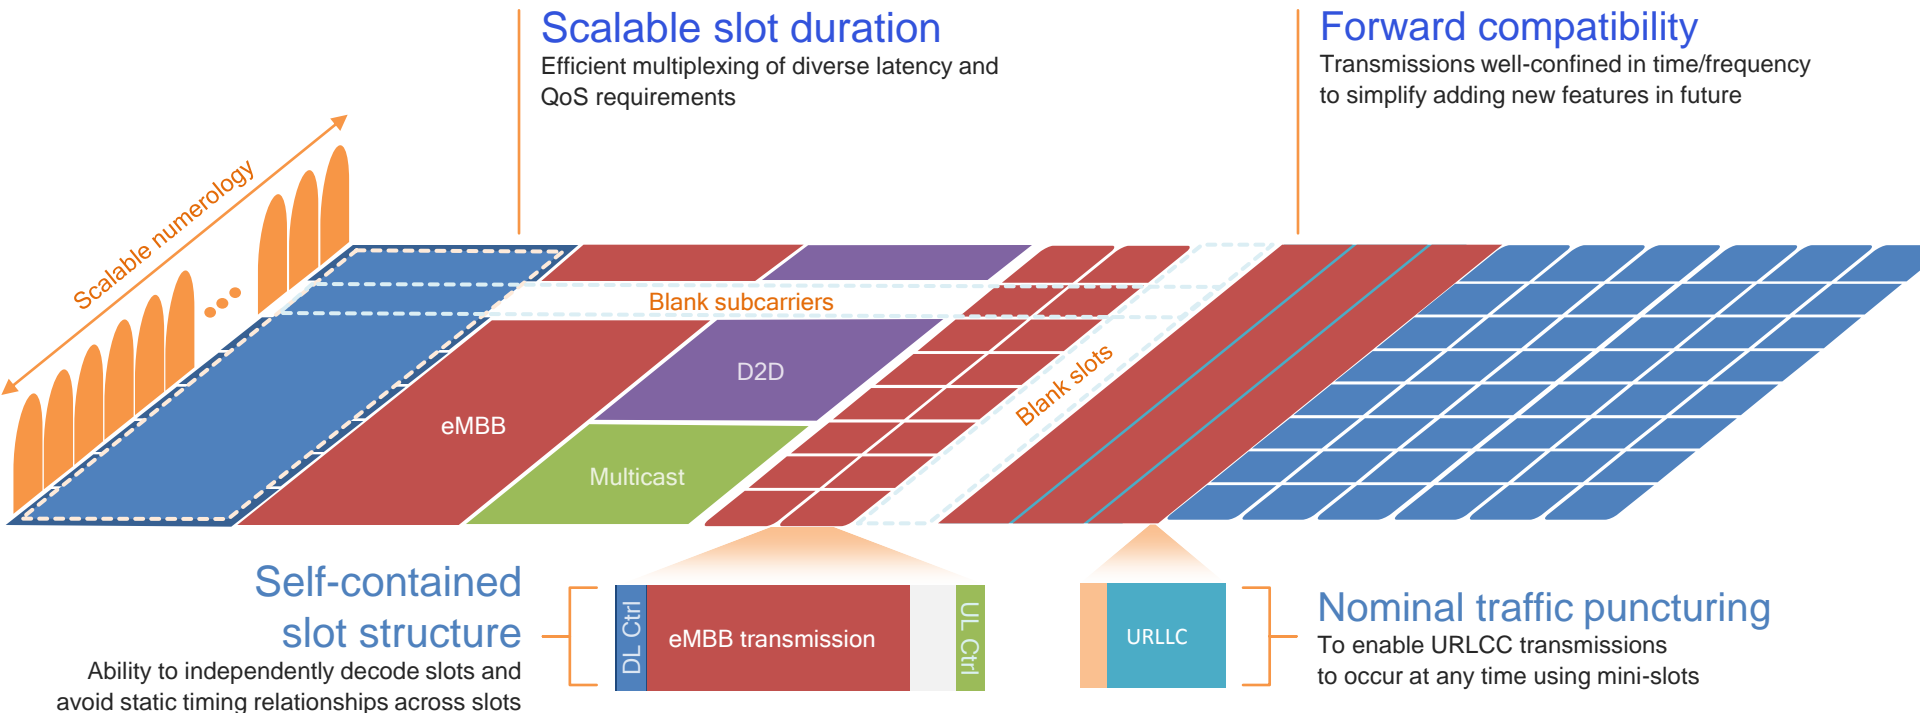 Scalable slot duration
Efficient multiplexing of diverse latency and
QoS requirements
Forward compatibility
Transmissions well-confined in time/frequency
to simplify adding new features in future
Scalable numerology
Blank subcarriers
D2D
Blank slots
eMBB
Multicast
Self-contained
slot structure
Ability to independently decode slots and
avoid static timing relationships across slots
DL Ctrl
eMBB transmission
UL Ctrl
URLLC
Nominal traffic puncturing
To enable URLCC transmissions
to occur at any time using mini-slots